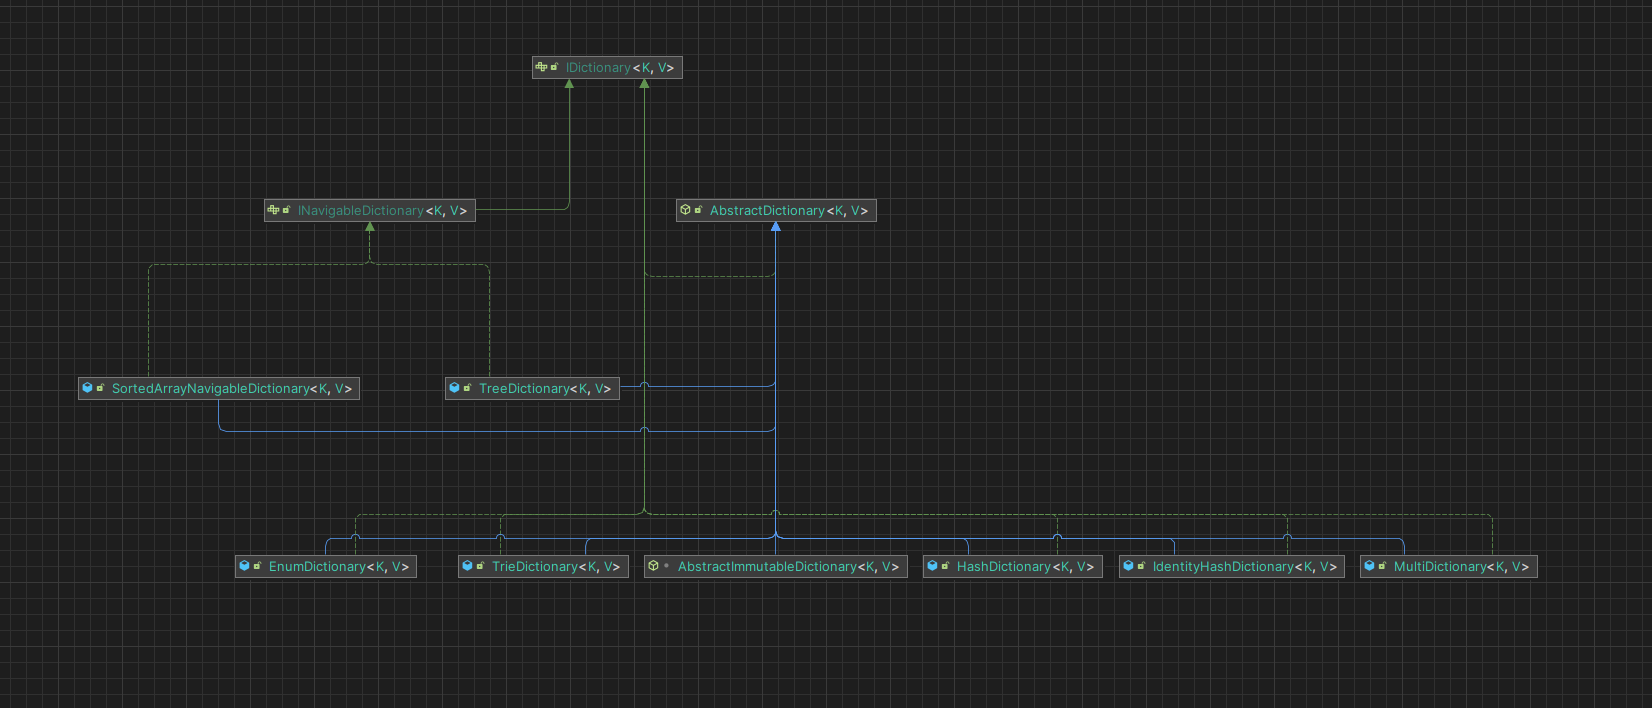 IDictionary<K, V>
INavigableDictionary<K, V>
AbstractDictionary<K, V>
SortedArrayNavigableDictionary<K, V>
TreeDictionary<K, V>
EnumDictionary<K, V>
TrieDictionary<K, V>
AbstractImmutableDictionary<K, V>
HashDictionary<K, V>
IdentityHashDictionary<K, V>
MultiDictionary<K, V>